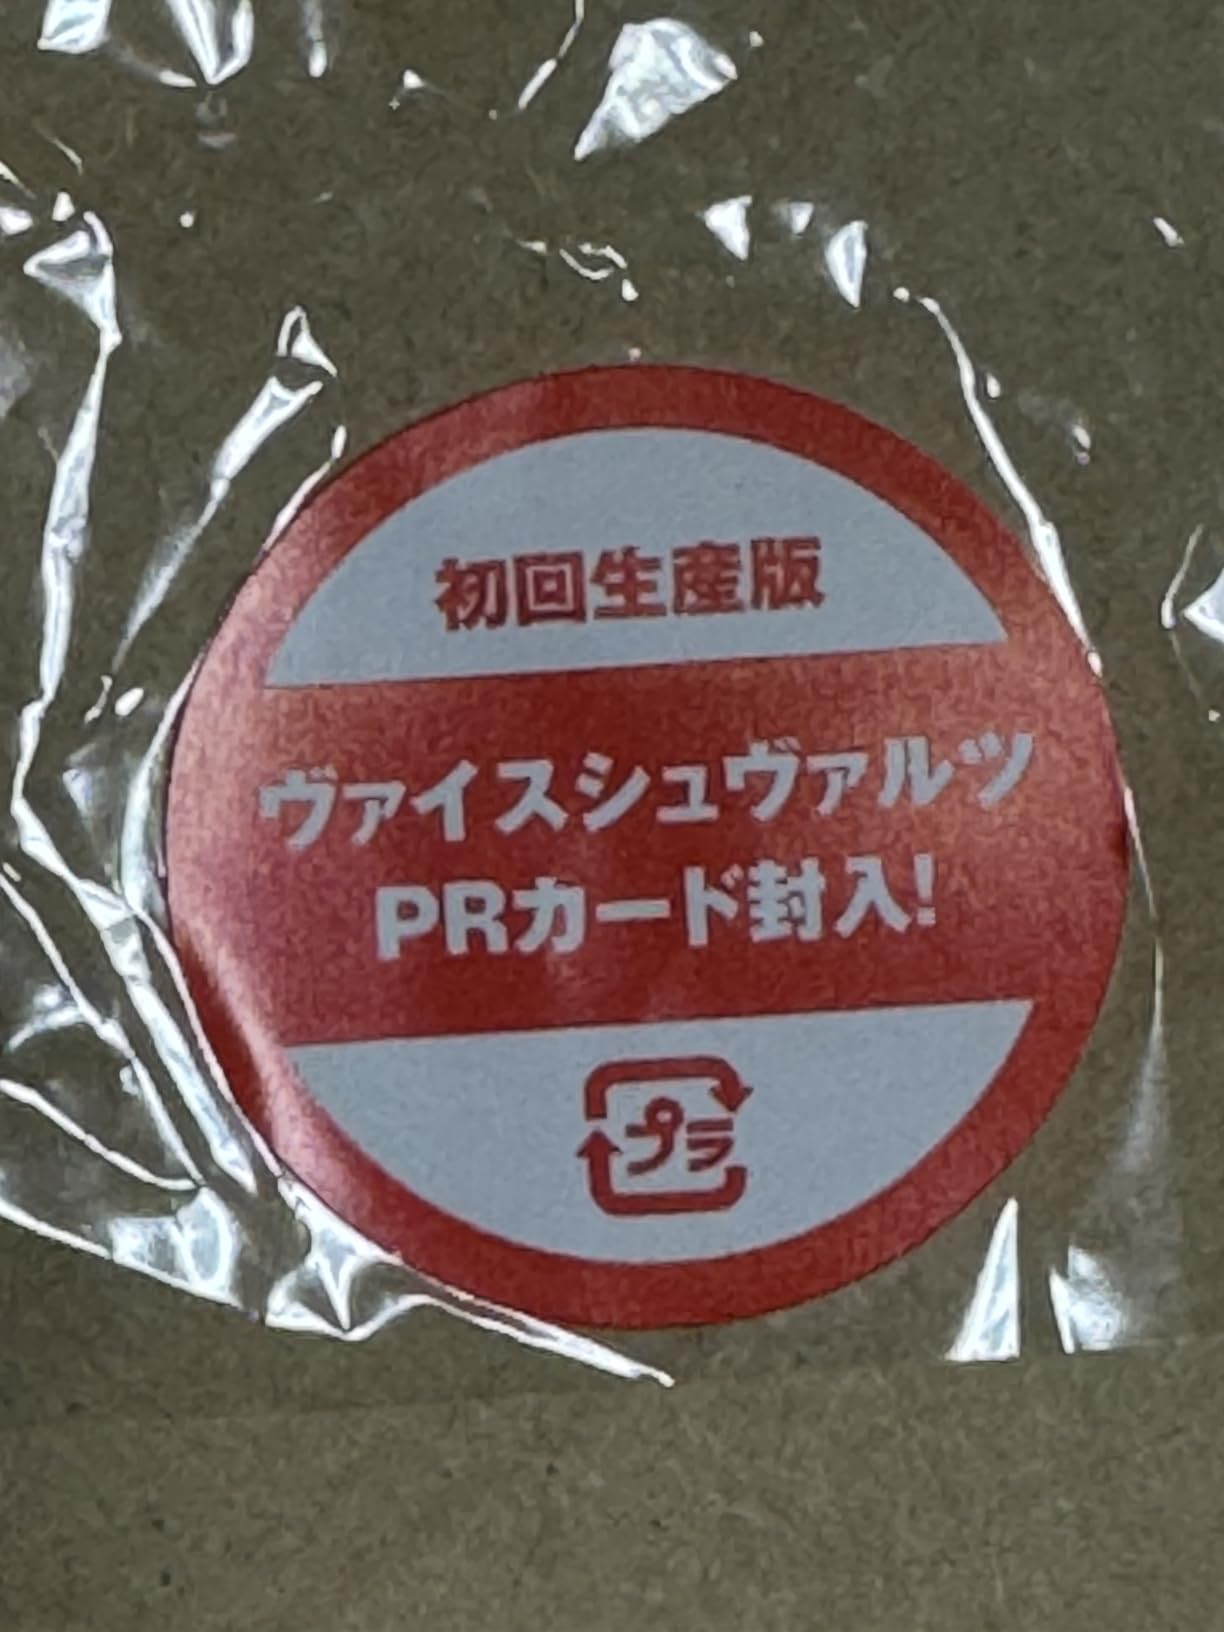 初回生産版
ヴァイスシュヴァルツ
PRカード封入!
プラ